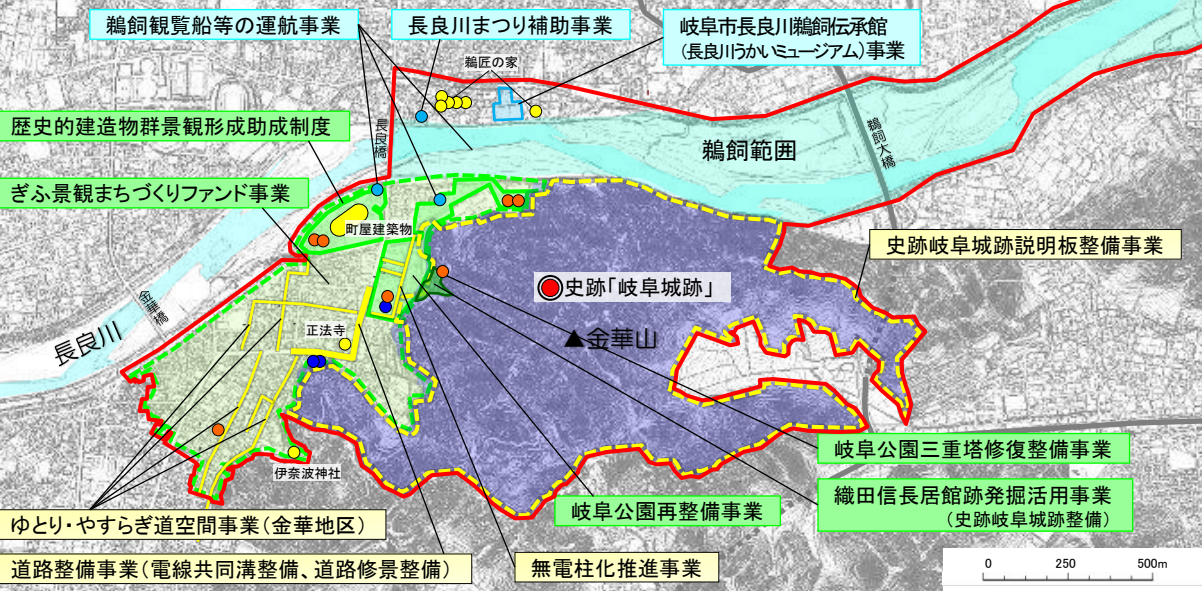 鵜飼観覧船等の運航事業
長良川まつり補助事業
岐阜市長良川鵜飼伝承館
(長良川うかいミュージアム)事業
鵜匠の家
歴史的建造物群景観形成助成制度
長良橋
鵜飼範囲
鵜飼大橋
ぎふ景観まちづくりファンド事業
町屋建築物
史跡岐阜城跡説明板整備事業
史跡「岐阜城跡」
金華橋
長良川
正法寺
▲金華山
岐阜公園三重塔修復整備事業
伊奈波神社
織田信長居館跡発掘活用事業
(史跡岐阜城跡整備)
岐阜公園再整備事業
ゆとり・やすらぎ道空間事業(金華地区)
道路整備事業(電線共同溝整備、道路修景整備)
無電柱化推進事業
0 250 500m